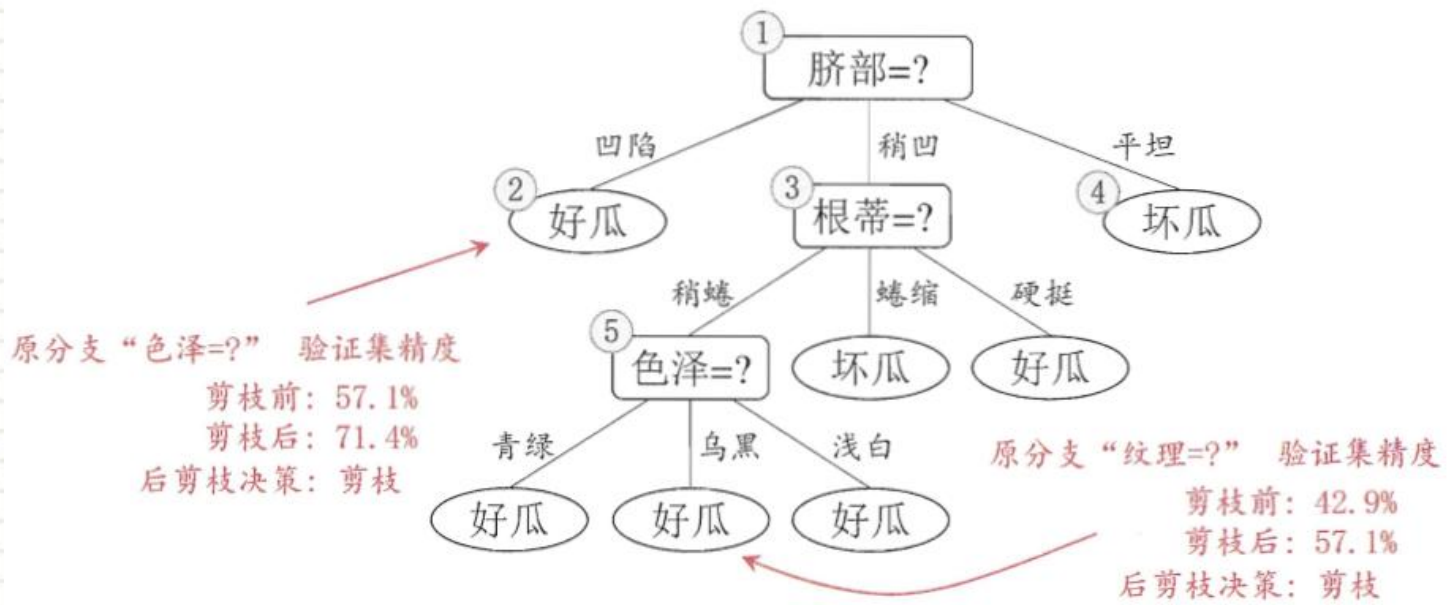 1
脐部=?
凹陷
稍凹
平坦
2
好瓜
3
根蒂=?
4
坏瓜
稍蜷
蜷缩
硬挺
原分支“色泽=?” 验证集精度
剪枝前: 57.1%
剪枝后: 71.4%
后剪枝决策: 剪枝
5
色泽=?
坏瓜
好瓜
青绿
乌黑
浅白
好瓜
好瓜
好瓜
原分支“纹理=?” 验证集精度
剪枝前: 42.9%
剪枝后: 57.1%
后剪枝决策: 剪枝